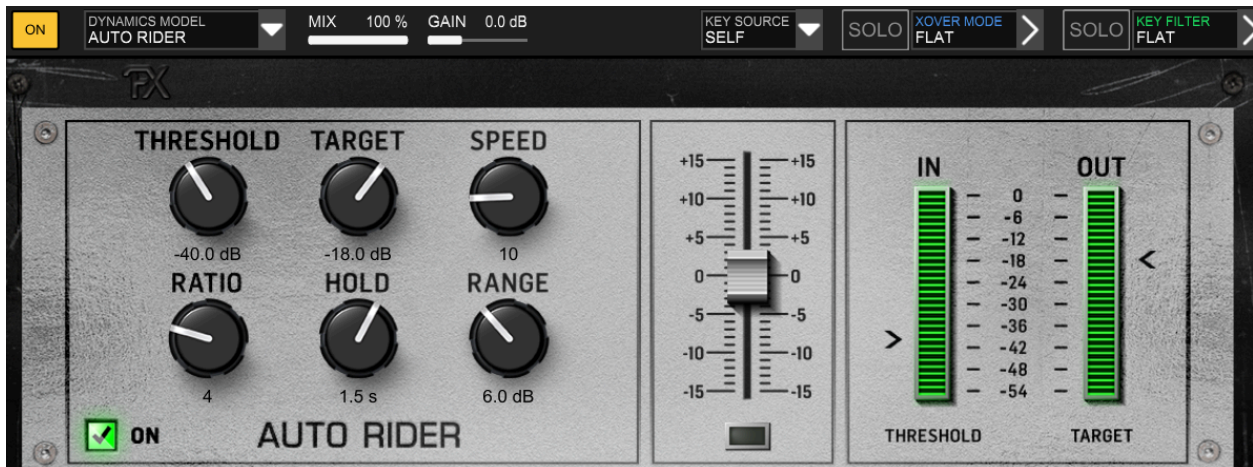 ON
DYNAMICS MODEL
AUTO RIDER
MIX 100 %
GAIN 0.0 dB
KEY SOURCE
SELF
SOLO
XOVER MODE
FLAT
SOLO
KEY FILTER
FLAT
FX
THRESHOLD TARGET SPEED
-40.0 dB -18.0 dB 10
RATIO HOLD RANGE
4 1.5 s 6.0 dB
ON
AUTO RIDER
+15 +15
+10 +10
+5 +5
0 0
-5 -5
-10 -10
-15 -15
IN OUT
0
-6
-12
-18
-24
-30
-36
-42
-48
-54
THRESHOLD TARGET